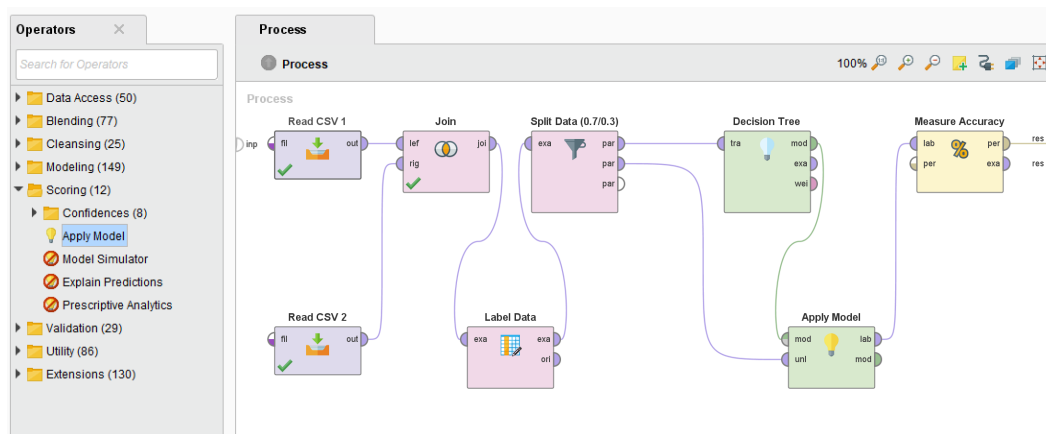 Operators
Search for Operators
Data Access (50)
Blending (77)
Cleansing (25)
Modeling (149)
Scoring (12)
Confidences (8)
Apply Model
Model Simulator
Explain Predictions
Prescriptive Analytics
Validation (29)
Utility (86)
Extensions (130)
Process
Process
100%
Process
inp
Read CSV 1
fil out
Join
lef joi
rig
Split Data (0.7/0.3)
exa par
par
par
Decision Tree
tra mod
exa
wei
Measure Accuracy
%
lab per
per exa
res
res
Read CSV 2
fil out
Label Data
exa exa
ori
Apply Model
mod lab
unl mod